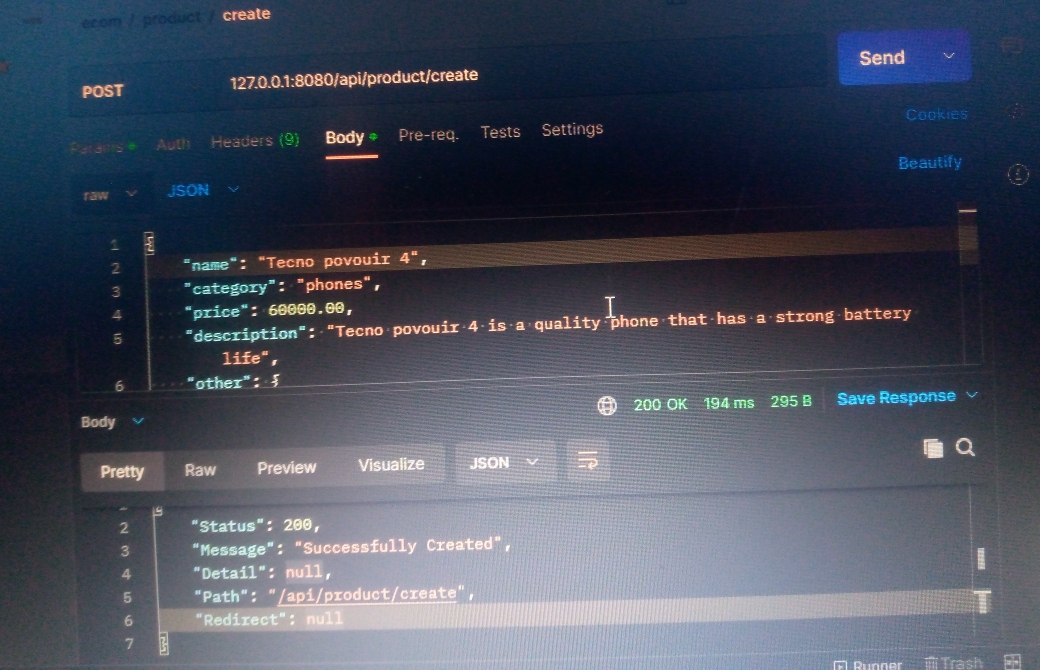 ecom / product / create
POST
127.0.0.1:8080/api/product/create
Send
Params
Auth
Headers (9)
Body
Pre-req.
Tests
Settings
Cookies
raw
JSON
Beautify
1 {
2 "name": "Tecno povouir 4",
3 "category": "phones",
4 "price": 60000.00,
5 "description": "Tecno povouir 4 is a quality phone that has a strong battery
life",
6 "other": {
Body
200 OK 194 ms 295 B
Save Response
Pretty
Raw
Preview
Visualize
JSON
1 {
2 "Status": 200,
3 "Message": "Successfully Created",
4 "Detail": null,
5 "Path": "/api/product/create",
6 "Redirect": null
7 }
Runner
Trash